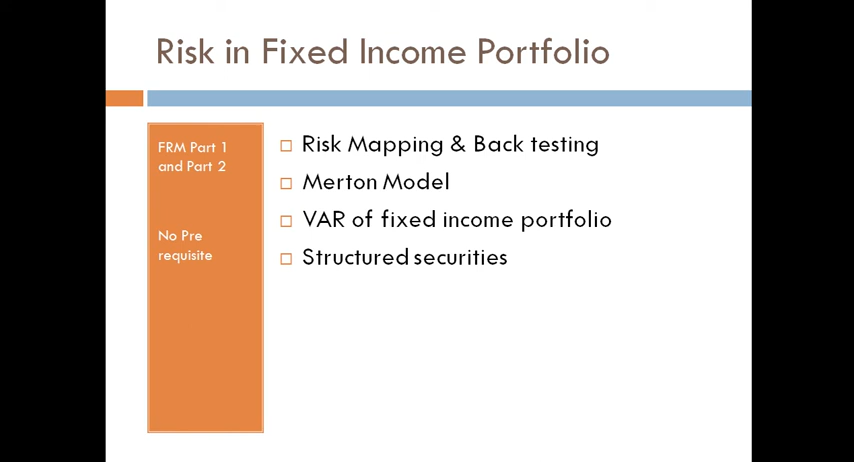 Risk in Fixed Income Portfolio
FRM Part 1
and Part 2
No Pre
requisite
Risk Mapping & Back testing
Merton Model
VAR of fixed income portfolio
Structured securities